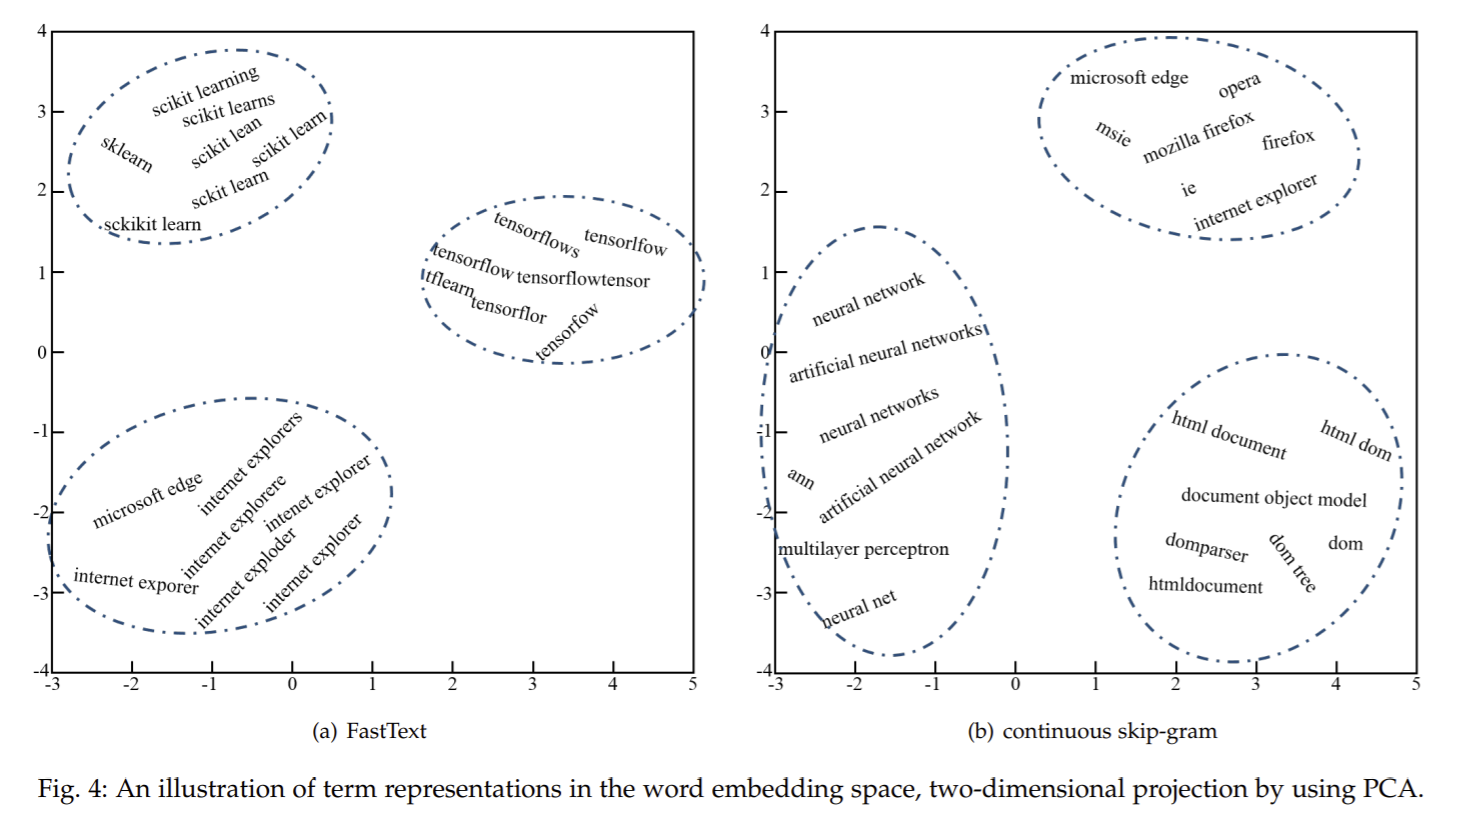 4
3
2
1
0
-1
-2
-3
-4
-3 -2 -1 0 1 2 3 4 5
scikit learning
scikit learns
scikit lean
scikit learn
sklearn
sckit learn
sckikit learn
tensorflows
tensorlfow
tensorflow
tensorflowtensor
tflearn
tensorflor
tensorfow
internet explorers
microsoft edge
internet explorere
intenet explorer
internet exploder
internet explorer
internet exporer
(a) FastText
4
3
2
1
0
-1
-2
-3
-4
-3 -2 -1 0 1 2 3 4 5
microsoft edge
opera
msie
mozilla firefox
firefox
ie
internet explorer
neural network
artificial neural networks
neural networks
artificial neural network
ann
multilayer perceptron
neural net
html document
html dom
document object model
domparser
dom tree
dom
htmldocument
(b) continuous skip-gram
Fig. 4: An illustration of term representations in the word embedding space, two-dimensional projection by using PCA.